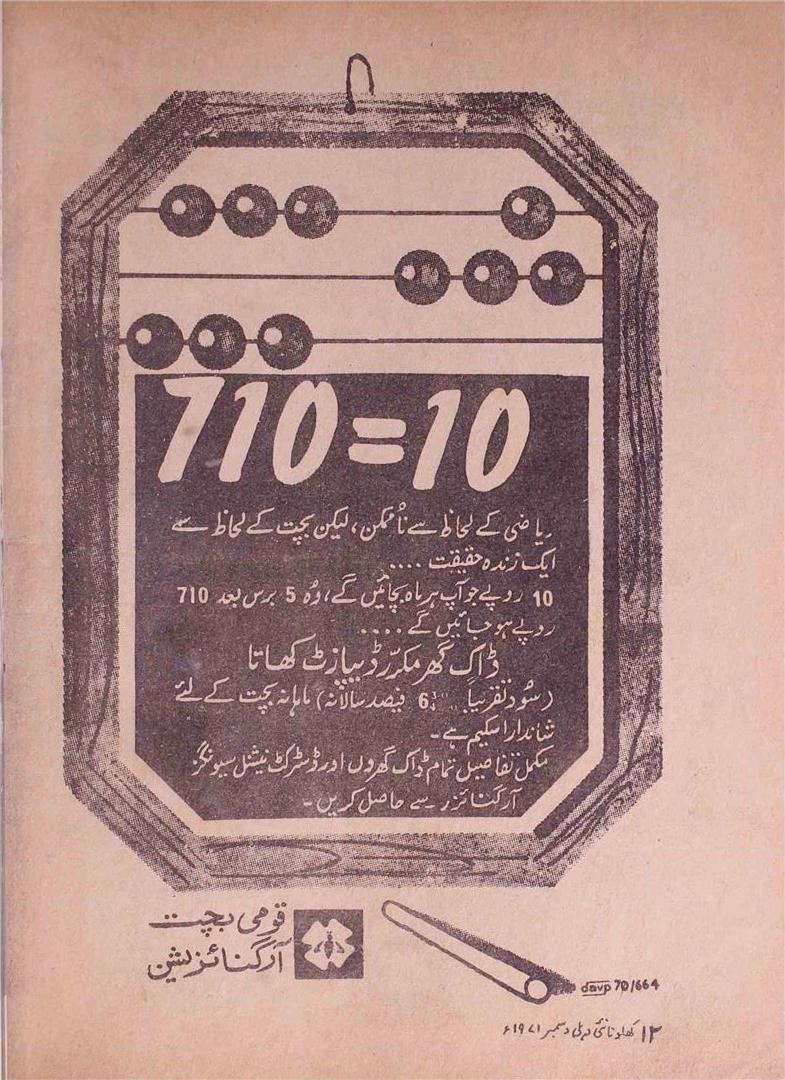 710=10
ریاضی کے لحاظ سے ناممکن، لیکن بچت کے لحاظ سے
ایک زندہ حقیقت ....
10 روپے جو آپ ہر ماہ بچائیں گے، وہ 5 برس بعد 710
روپے ہو جائیں گے ....
ڈاک گھر مکرّر ڈیپازٹ کھاتا
(سُود تقریباً 6¼ فیصد سالانہ) ماہانہ بچت کے لئے
شاندار اسکیم ہے۔
مکمل تفاصیل تمام ڈاک گھروں اور ڈسٹرکٹ نیشنل سیونگز
آرگنائزر سے حاصل کریں۔
قومی بچت
آرگنائزیشن
davp 70/664
۱۲ کھلونا نئی دہلی دسمبر ۱۹۷۱ء